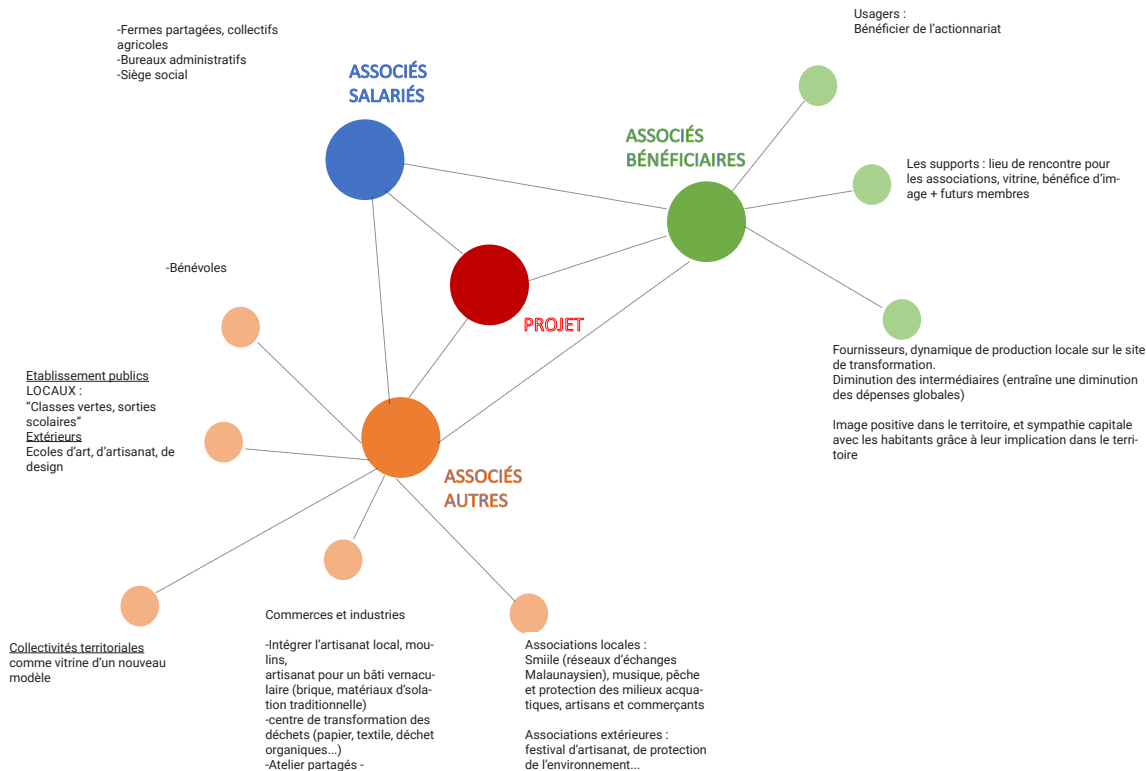 -Fermes partagées, collectifs
agricoles
-Bureaux administratifs
-Siège social
ASSOCIÉS
SALARIÉS
Usagers :
Bénéficier de l'actionnariat
ASSOCIÉS
BÉNÉFICIAIRES
Les supports : lieu de rencontre pour
les associations, vitrine, bénéfice d'im-
age + futurs membres
-Bénévoles
PROJET
Fournisseurs, dynamique de production locale sur le site
de transformation.
Diminution des intermédiaires (entraîne une diminution
des dépenses globales)
Image positive dans le territoire, et sympathie capitale
avec les habitants grâce à leur implication dans le terri-
toire
Etablissement publics
LOCAUX :
“Classes vertes, sorties
scolaires”
Extérieurs
Ecoles d'art, d'artisanat, de
design
ASSOCIÉS
AUTRES
Collectivités territoriales
comme vitrine d'un nouveau
modèle
Commerces et industries
-Intégrer l'artisanat local, mou-
lins,
artisanat pour un bâti vernacu-
laire (brique, matériaux d'sola-
tion traditionnelle)
-centre de transformation des
déchets (papier, textile, déchet
organiques...)
-Atelier partagés -
Associations locales :
Smiile (réseaux d'échanges
Malaunaysien), musique, pêche
et protection des milieux acqua-
tiques, artisans et commerçants
Associations extérieures :
festival d'artisanat, de protection
de l'environnement...